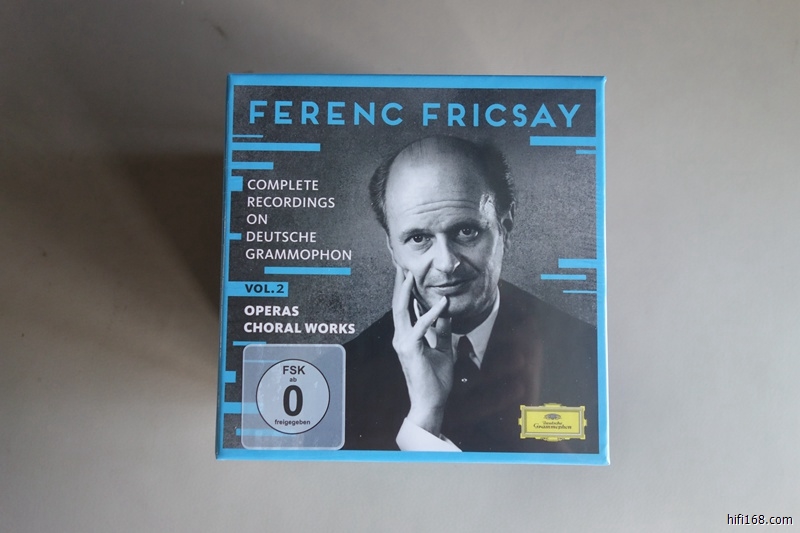 FERENC FRICSAY
COMPLETE
RECORDINGS
ON
DEUTSCHE
GRAMMOPHON
VOL.2
OPERAS
CHORAL WORKS
FSK
ab
0
freigegeben
Deutsche
Grammophon
hifi168.com